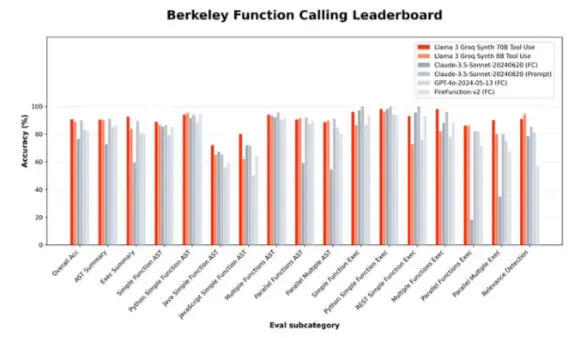 Berkeley Function Calling Leaderboard
Llama 3 Groq Synth 70B Tool Use
Llama 3 Groq Synth 8B Tool Use
Claude-3.5-Sonnet-20240620 (FC)
Claude-3.5-Sonnet-20240620 (Prompt)
GPT-4o-2024-05-13 (FC)
FireFunction-v2 (FC)
Accuracy (%)
100
80
60
40
20
0
Overall Acc
AST Summary
Exec Summary
Simple Function AST
Python Simple Function AST
Java Simple Function AST
JavaScript Simple Function AST
Multiple Functions AST
Parallel Functions AST
Parallel Multiple AST
Simple Function Exec
Python Simple Function Exec
REST Simple Function Exec
Multiple Functions Exec
Parallel Functions Exec
Parallel Multiple Exec
Relevance Detection
Eval subcategory